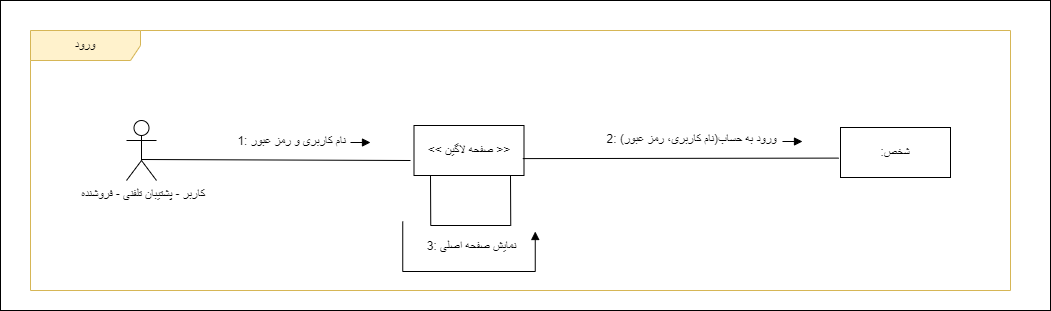 ورود
نام کاربری و رمز عبور :1
<< صفحه لاگین >>
ورود به حساب(نام کاربری، رمز عبور) :2
شخص:
کاربر - پشتیبان تلفنی - فروشنده
نمایش صفحه اصلی :3